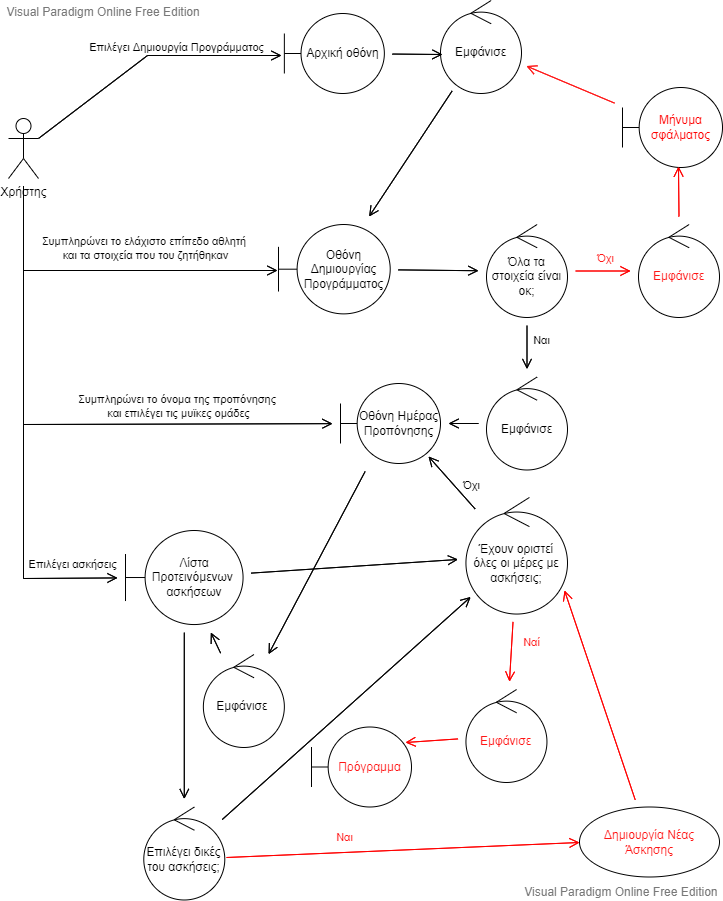 Visual Paradigm Online Free Edition
Επιλέγει Δημιουργία Προγράμματος
Αρχική οθόνη
Εμφάνισε
Μήνυμα
σφάλματος
Χρήστης
Συμπληρώνει το ελάχιστο επίπεδο αθλητή
και τα στοιχεία που του ζητήθηκαν
Οθόνη
Δημιουργίας
Προγράμματος
Όλα τα
στοιχεία είναι
οκ;
Όχι
Εμφάνισε
Ναι
Συμπληρώνει το όνομα της προπόνησης
και επιλέγει τις μυϊκες ομάδες
Οθόνη Ημέρας
Προπόνησης
Εμφάνισε
Όχι
Επιλέγει ασκήσεις
Λίστα
Προτεινόμενων
ασκήσεων
Έχουν οριστεί
όλες οι μέρες με
ασκήσεις;
Ναί
Εμφάνισε
Εμφάνισε
Πρόγραμμα
Επιλέγει δικές
του ασκήσεις;
Ναι
Δημιουργία Νέας
Άσκησης
Visual Paradigm Online Free Edition